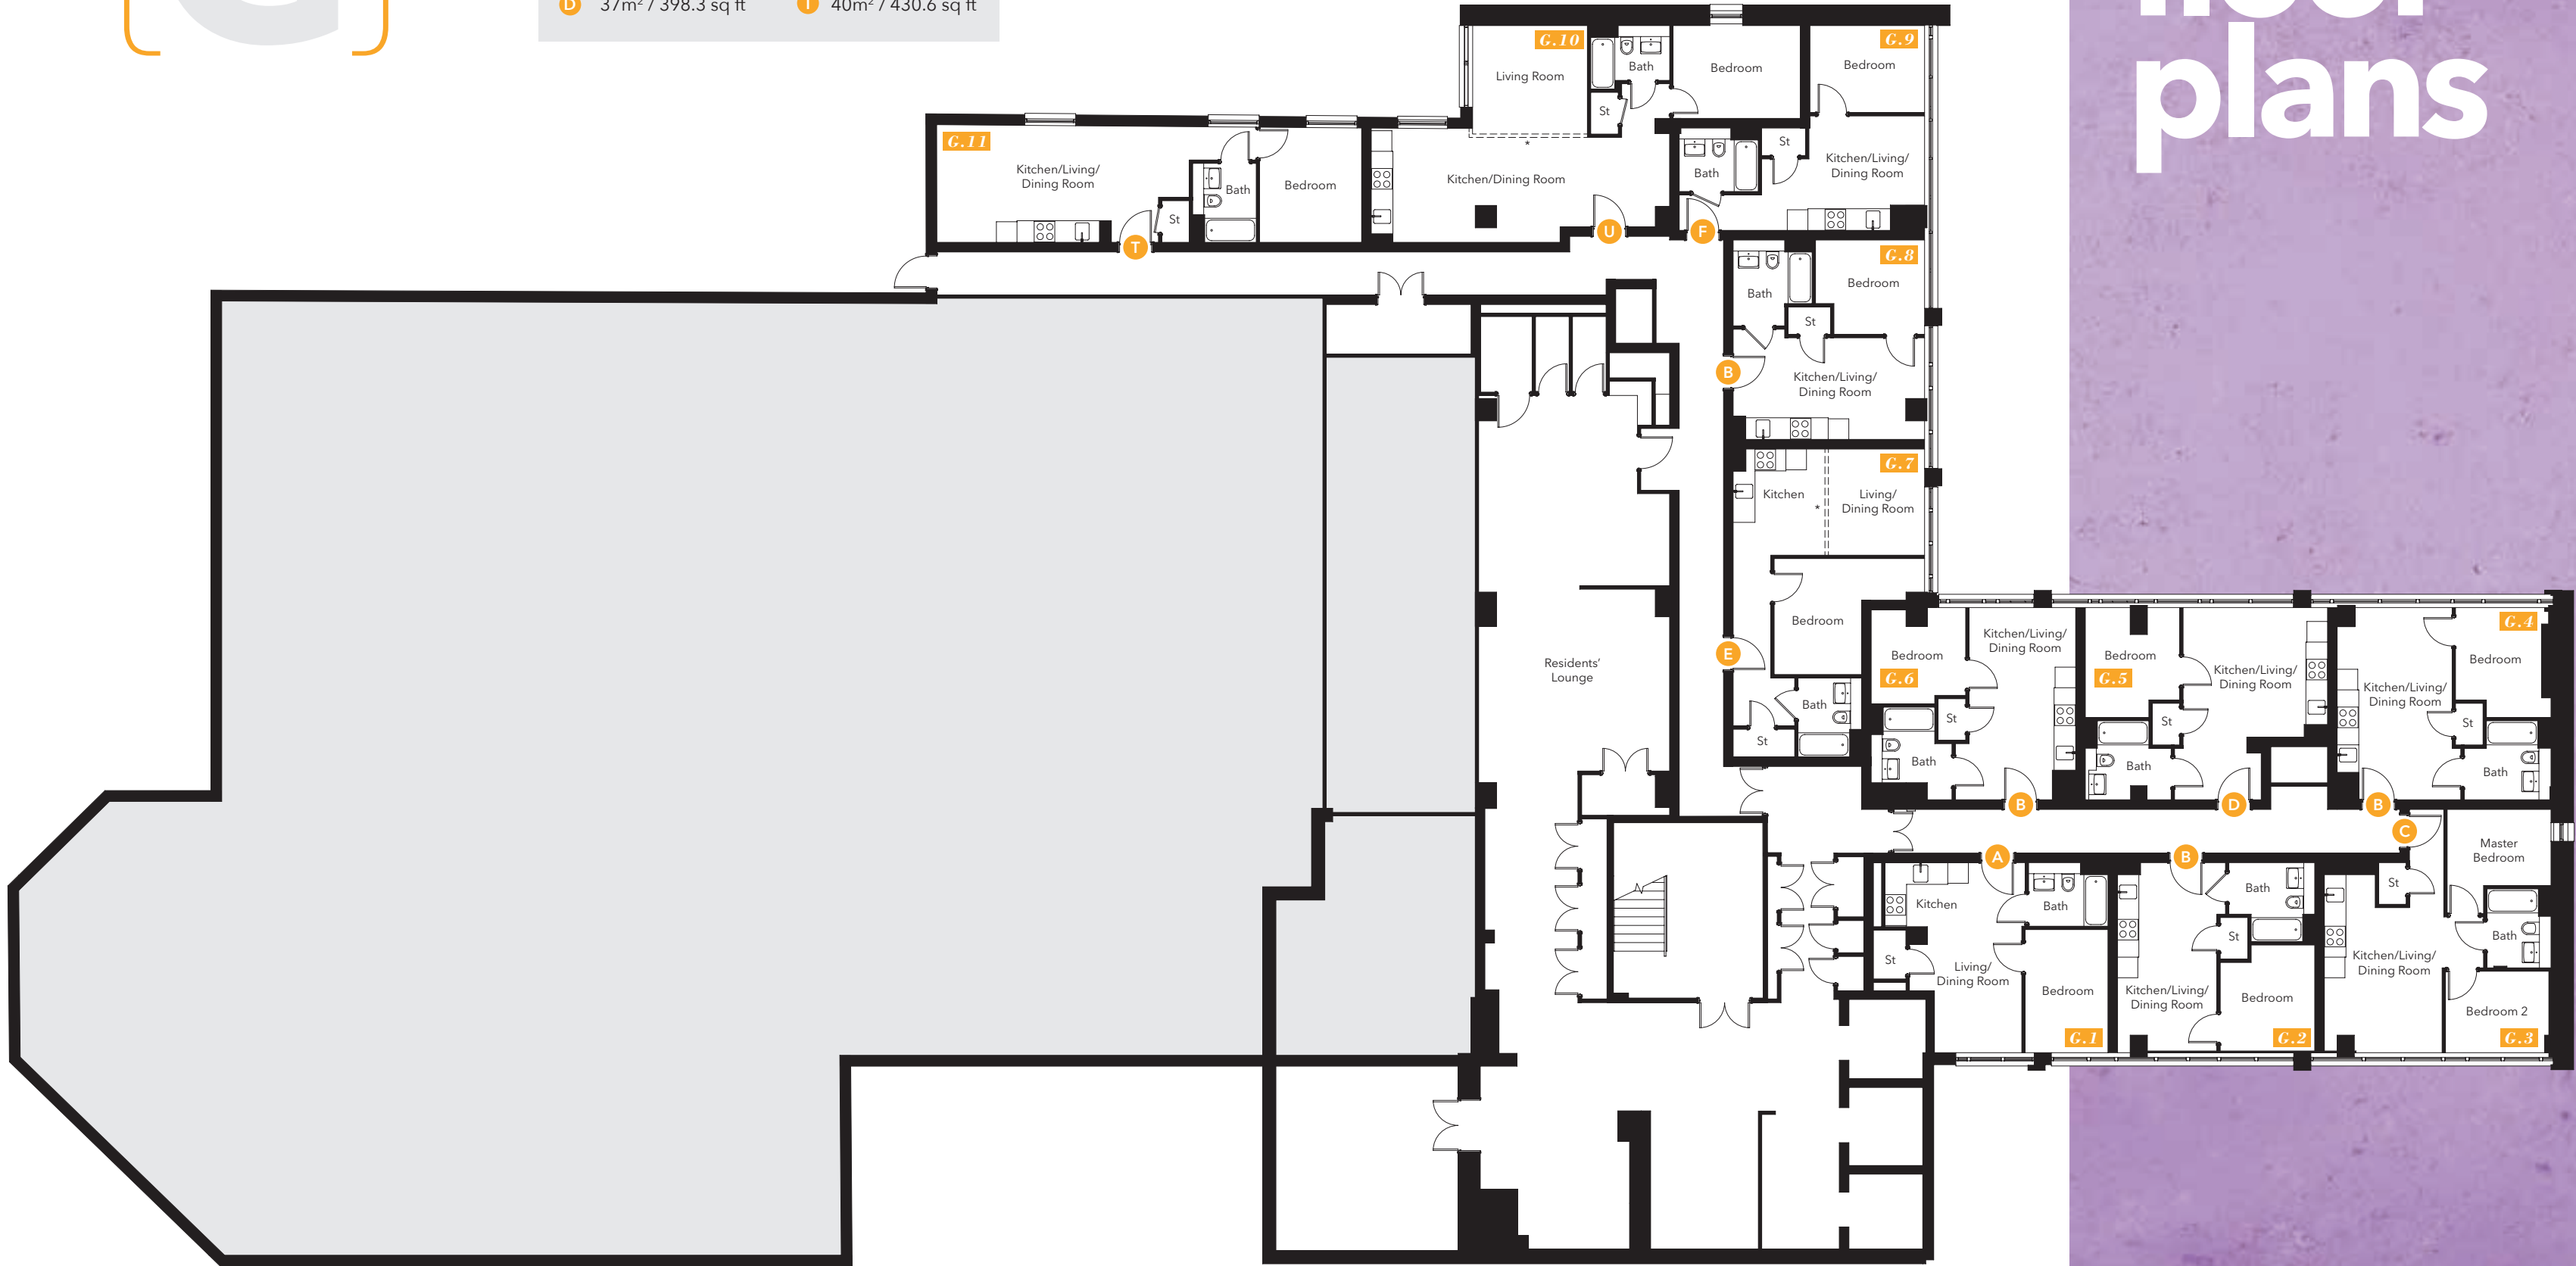 D 37m² / 398.3 sq ft
T 40m² / 430.6 sq ft
floor
plans
G.10
Living Room
Bath
St
Bedroom
G.9
Bedroom
G.11
Kitchen/Living/
Dining Room
Bath
Bedroom
St
T
Kitchen/Dining Room
*
U
Bath
St
Kitchen/Living/
Dining Room
F
G.8
Bath
Bedroom
St
B
Kitchen/Living/
Dining Room
G.7
Kitchen
*
Living/
Dining Room
Bedroom
E
Bath
St
Residents'
Lounge
Bedroom
G.6
Kitchen/Living/
Dining Room
St
Bath
B
Bedroom
G.5
Kitchen/Living/
Dining Room
St
Bath
D
G.4
Bedroom
Kitchen/Living/
Dining Room
St
Bath
B
C
A
Kitchen
Bath
St
Living/
Dining Room
Bedroom
G.1
B
Bath
St
Kitchen/Living/
Dining Room
Bedroom
G.2
Master
Bedroom
St
Bath
Kitchen/Living/
Dining Room
Bedroom 2
G.3